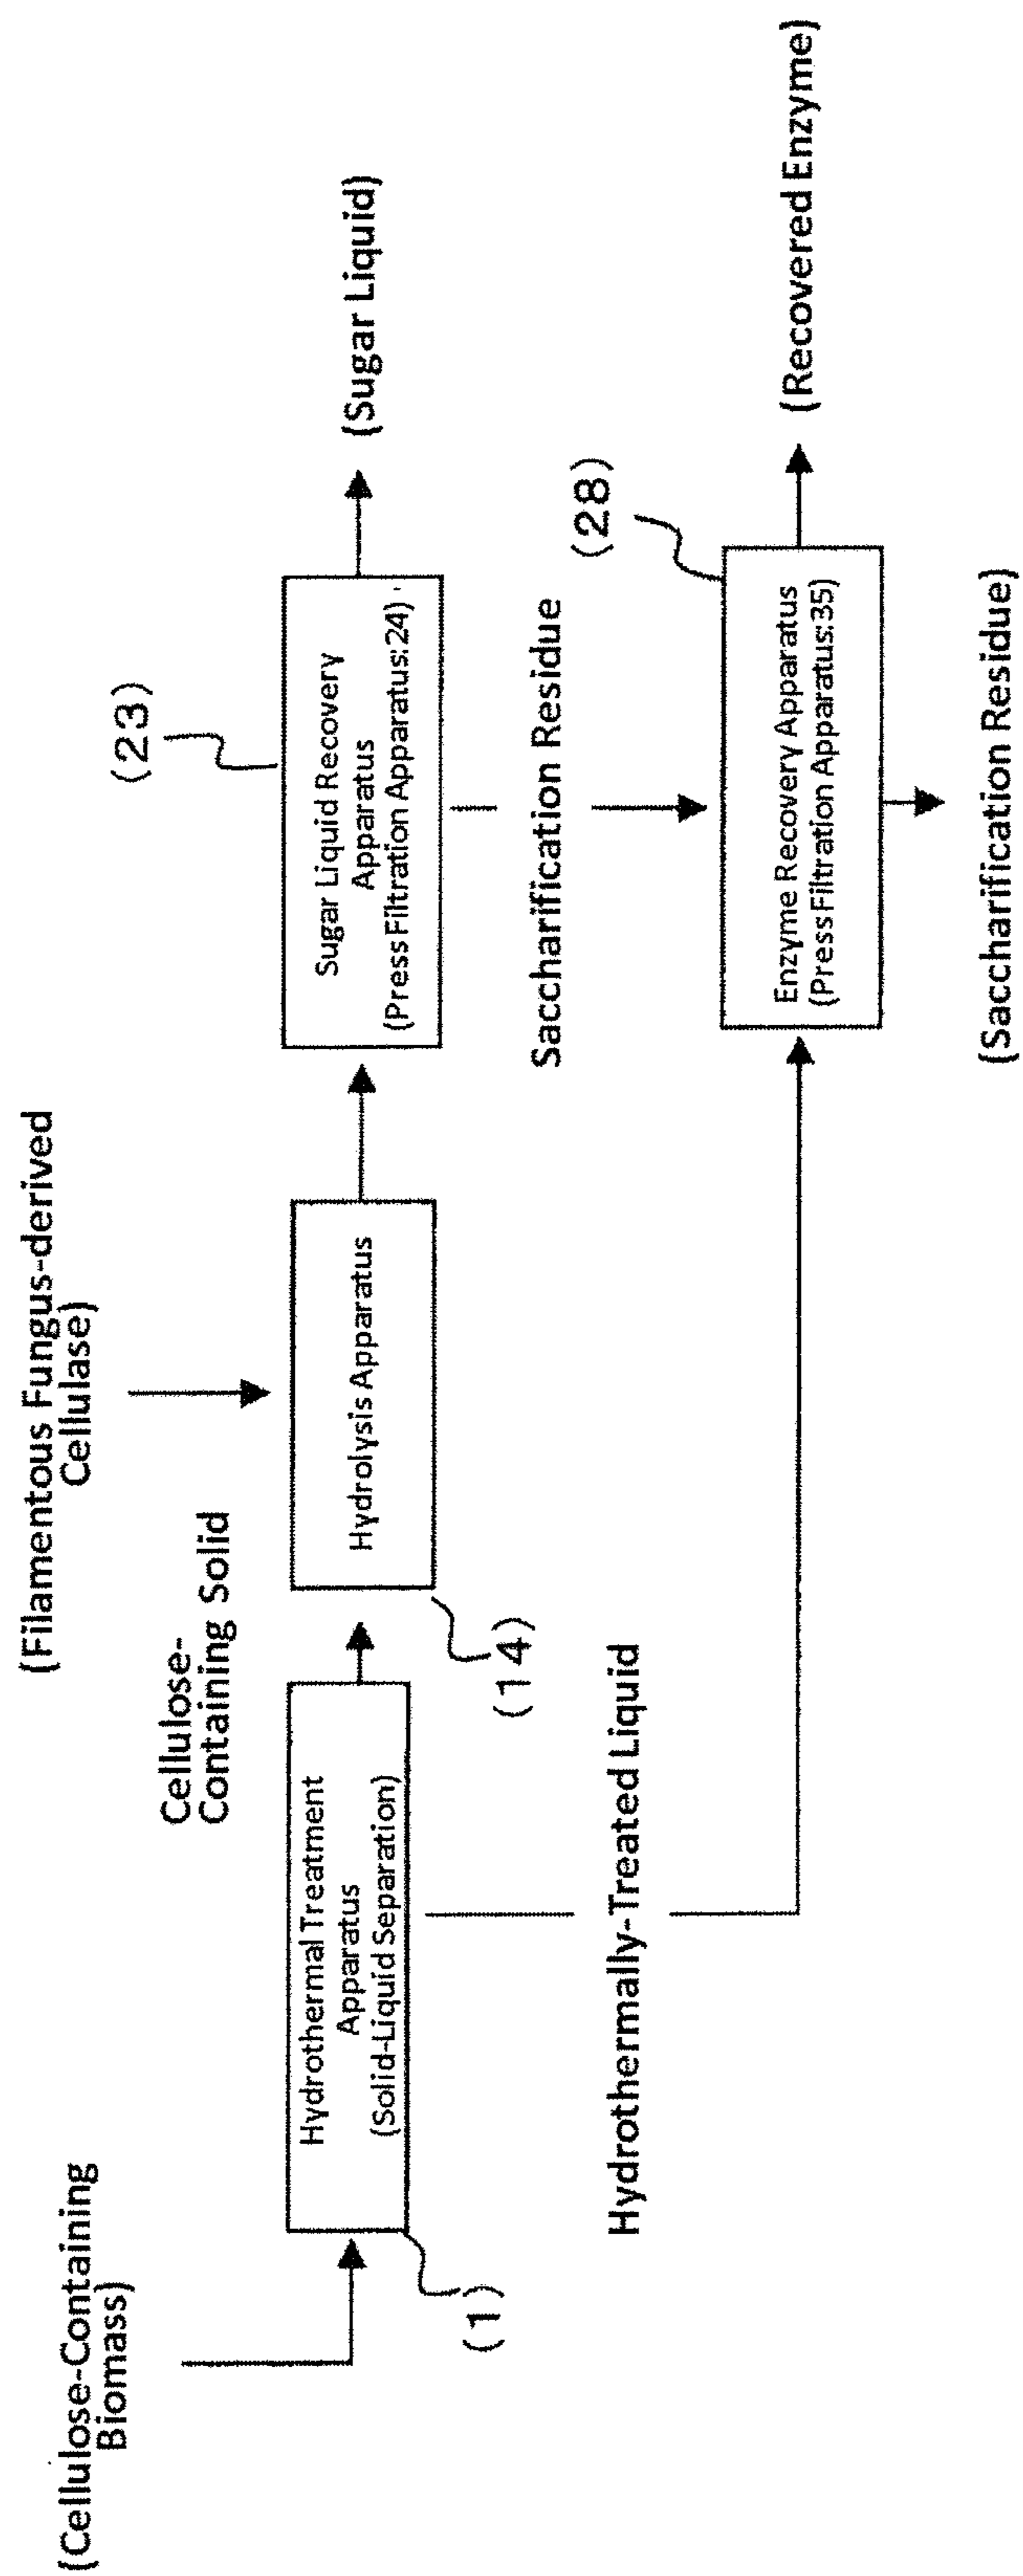 (Cellulose-Containing
Biomass)
(1)
Hydrothermal Treatment
Apparatus
(Solid-Liquid Separation)
Hydrothermally-Treated Liquid
Cellulose-
Containing Solid
(Filamentous Fungus-derived
Cellulase)
Hydrolysis Apparatus
(14)
(23)
Sugar Liquid Recovery
Apparatus
(Press Filtration Apparatus:24)
(Sugar Liquid)
Saccharification Residue
(28)
Enzyme Recovery Apparatus
(Press Filtration Apparatus:35)
(Recovered Enzyme)
(Saccharification Residue)